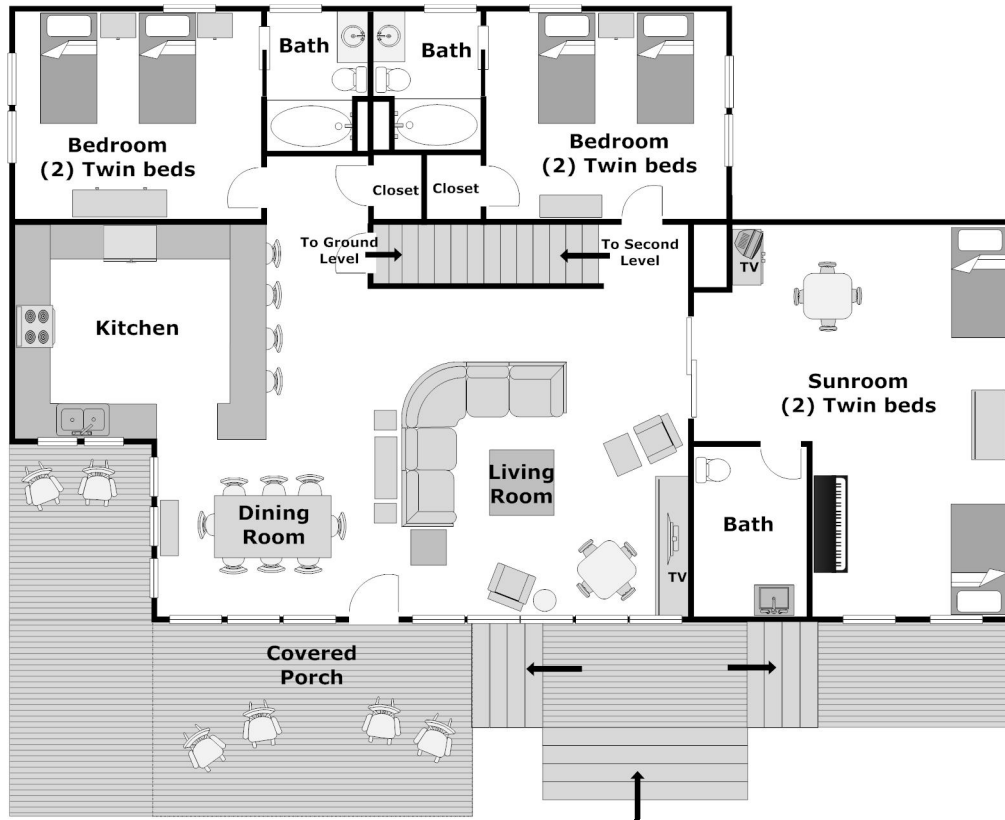 Bath
Bath
Bedroom
(2) Twin beds
Bedroom
(2) Twin beds
Closet
Closet
To Ground
Level
To Second
Level
TV
Kitchen
Sunroom
(2) Twin beds
Living
Room
Dining
Room
Bath
TV
Covered
Porch